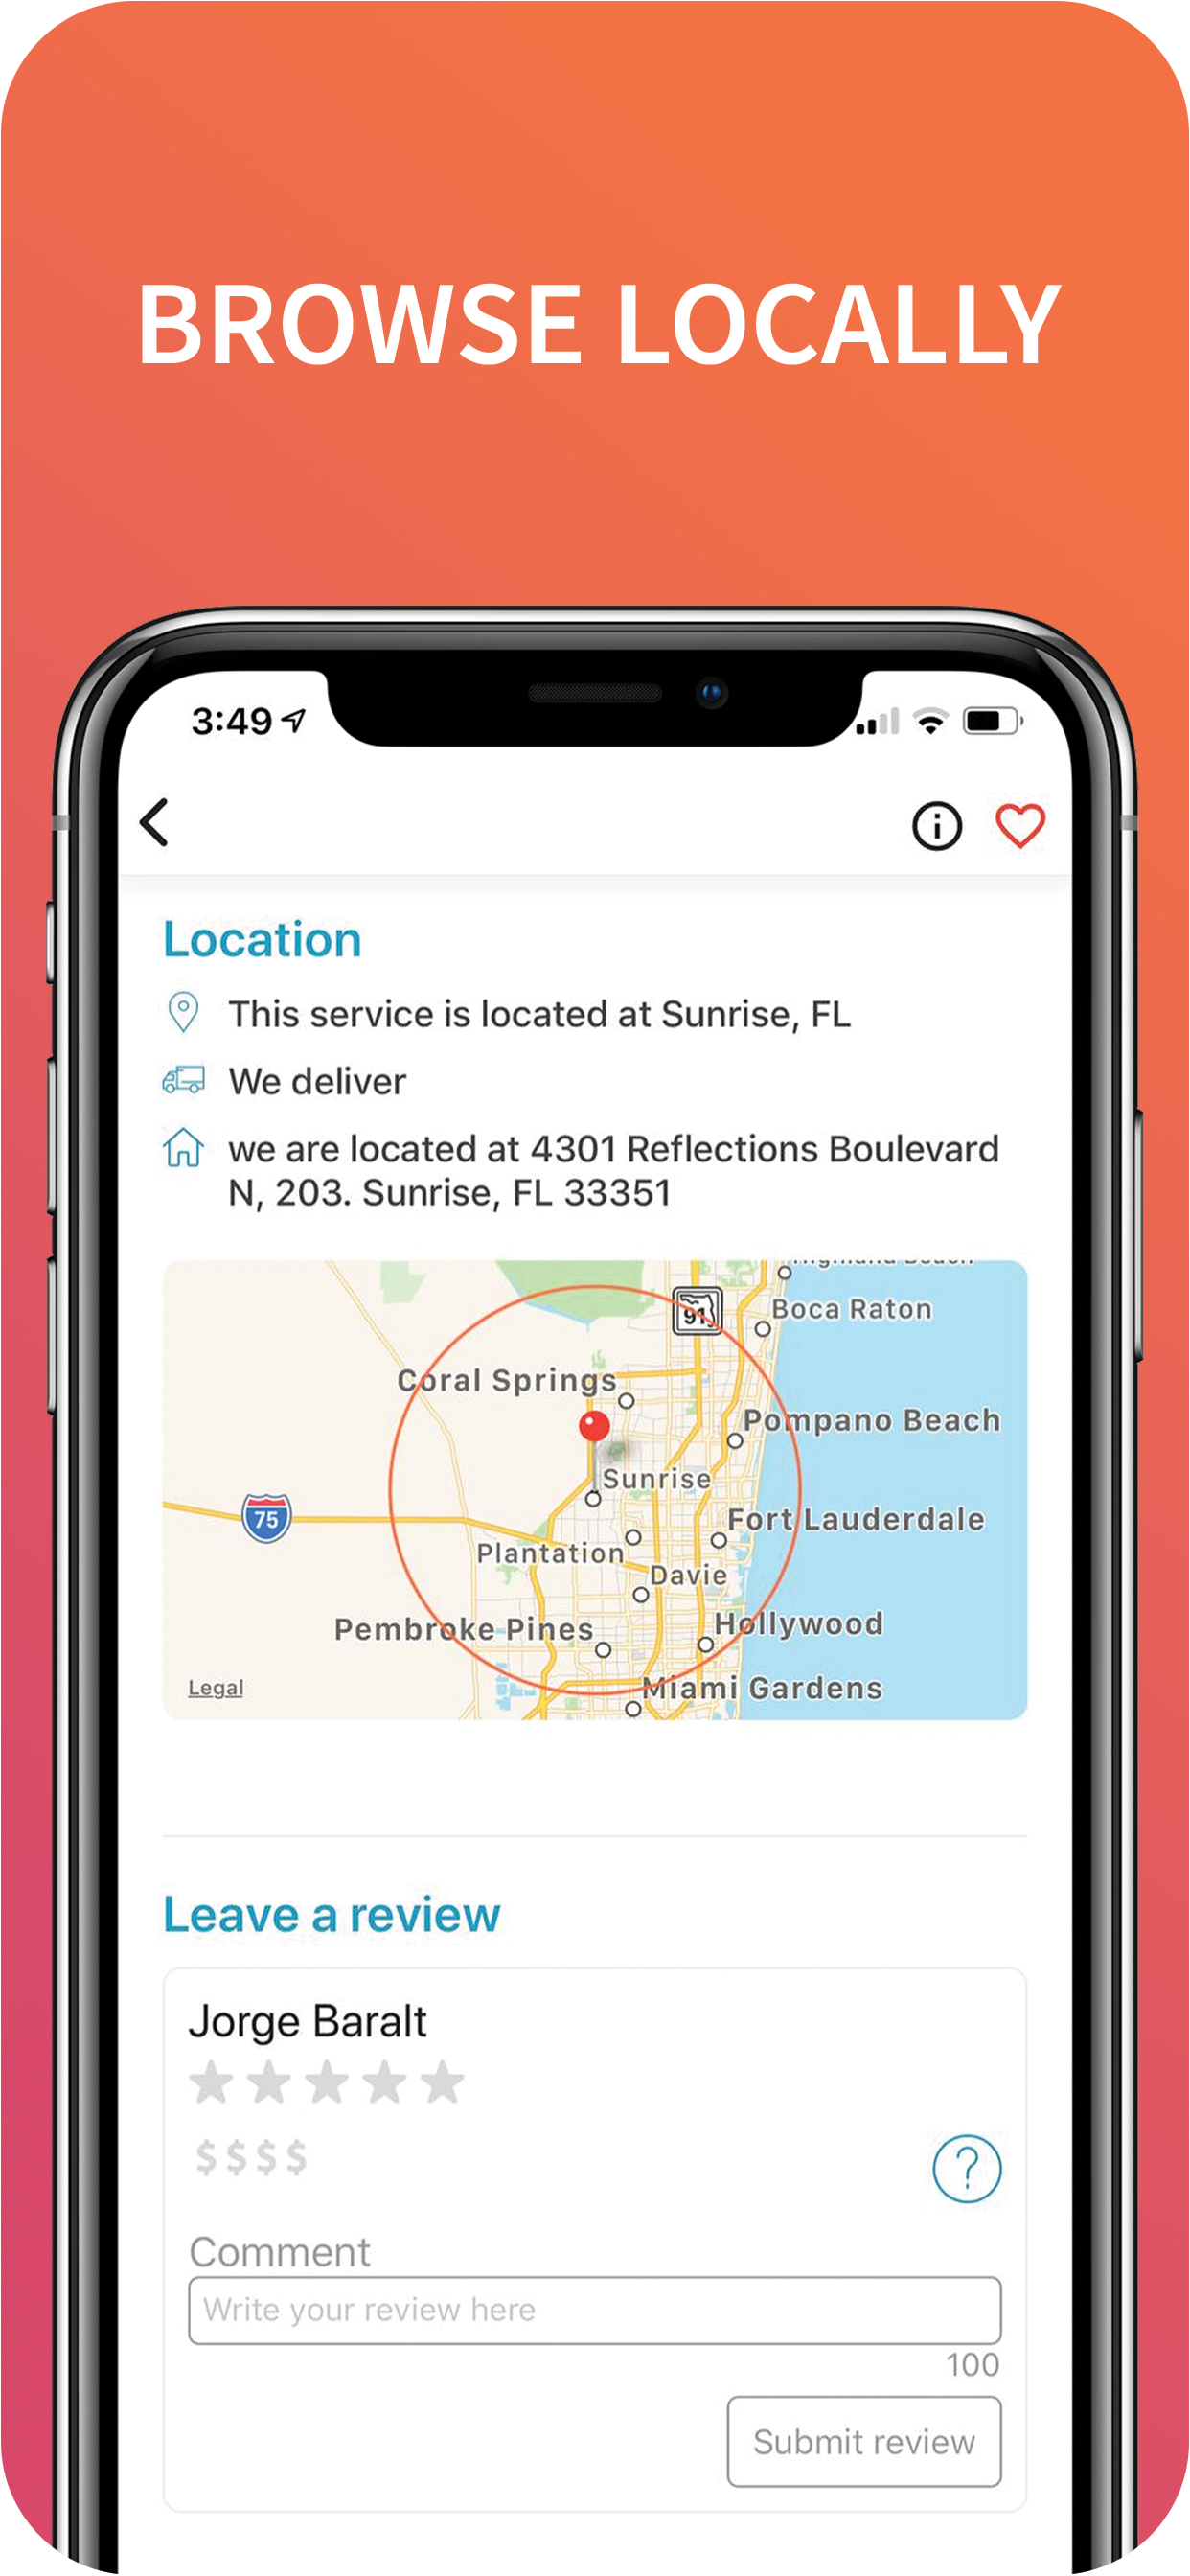 BROWSE LOCALLY
3:49
Location
This service is located at Sunrise, FL
We deliver
we are located at 4301 Reflections Boulevard
N, 203. Sunrise, FL 33351
91
Boca Raton
Coral Springs
Pompano Beach
Sunrise
75
Fort Lauderdale
Plantation
Davie
Pembroke Pines
Hollywood
Legal
Miami Gardens
Leave a review
Jorge Baralt
$$$$
?
Comment
Write your review here
100
Submit review